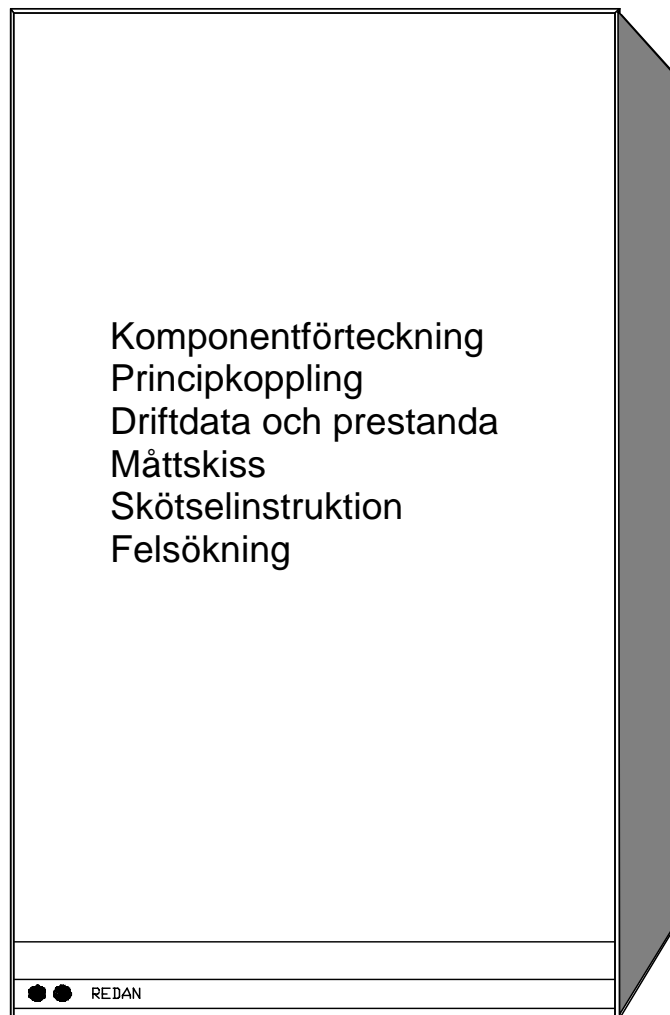 Komponentförteckning
Principkoppling
Driftdata och prestanda
Måttskiss
Skötselinstruktion
Felsökning
REDAN